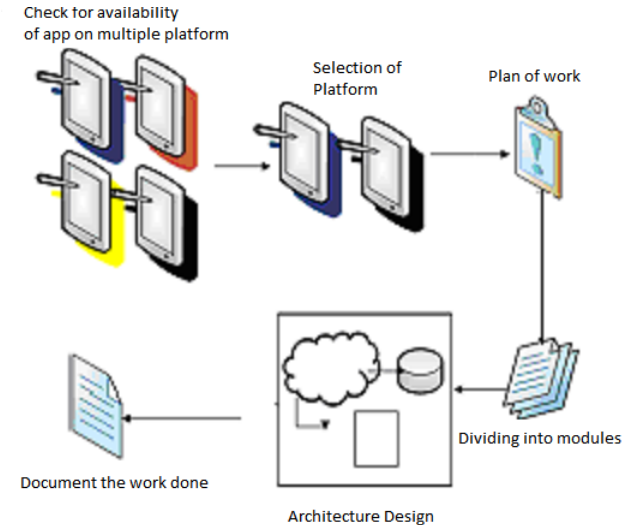 Check for availability
of app on multiple platform
Selection of
Platform
Plan of work
Dividing into modules
Architecture Design
Document the work done